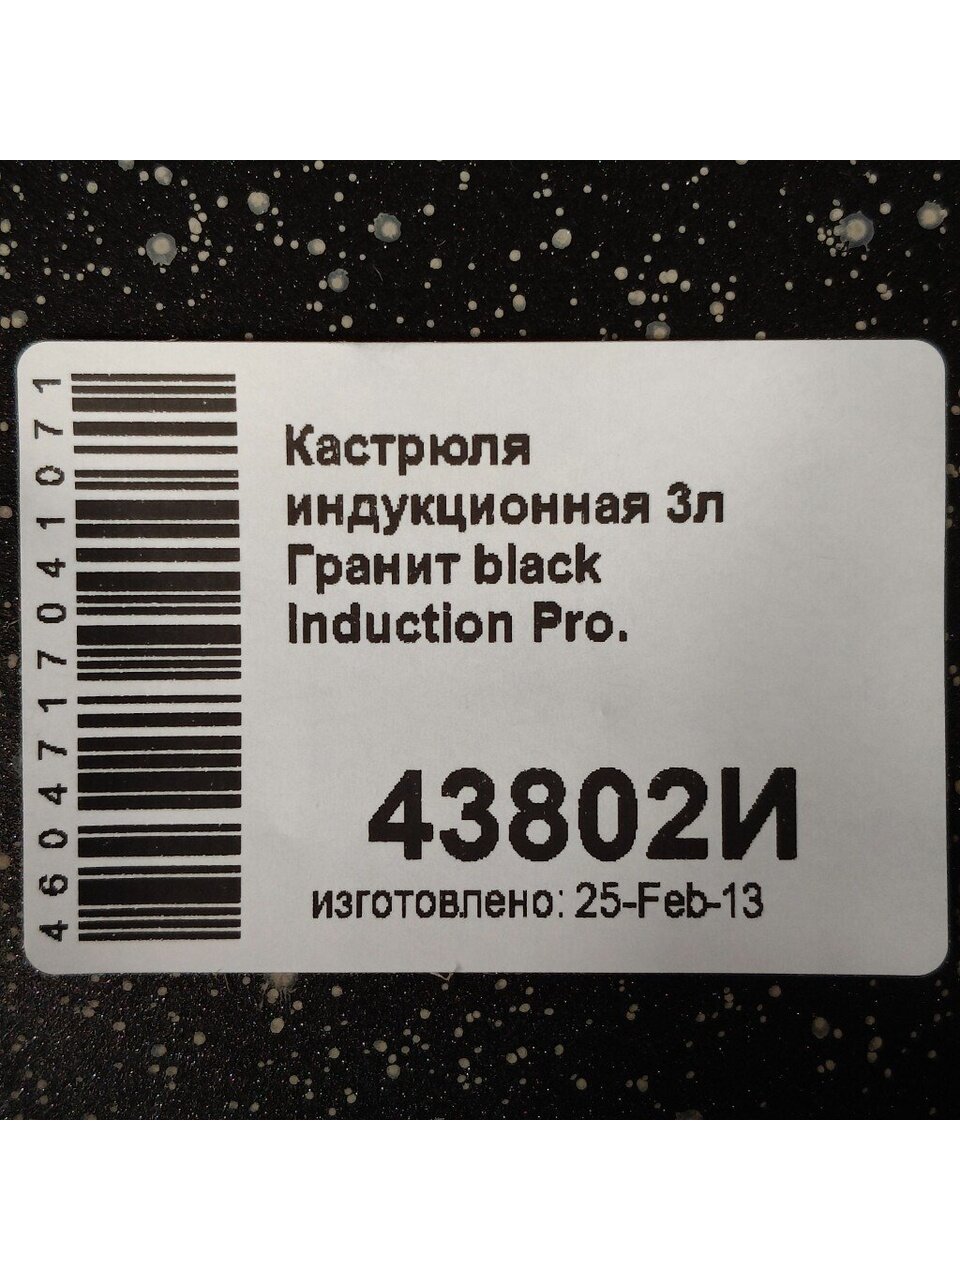 4604717041071
Кастрюля
индукционная 3л
Гранит black
Induction Pro.
43802И
изготовлено: 25-Feb-13